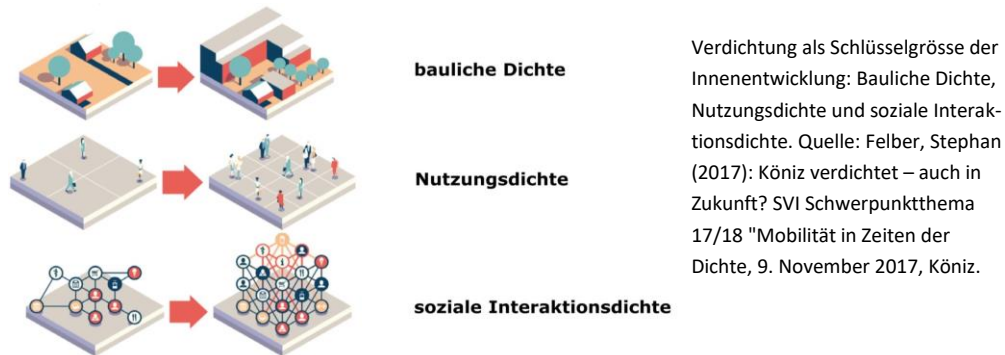 bauliche Dichte
Nutzungsdichte
soziale Interaktionsdichte
Verdichtung als Schlüsselgrösse der
Innenentwicklung: Bauliche Dichte,
Nutzungsdichte und soziale Interak-
tionsdichte. Quelle: Felber, Stephan
(2017): Köniz verdichtet – auch in
Zukunft? SVI Schwerpunktthema
17/18 "Mobilität in Zeiten der
Dichte, 9. November 2017, Köniz.